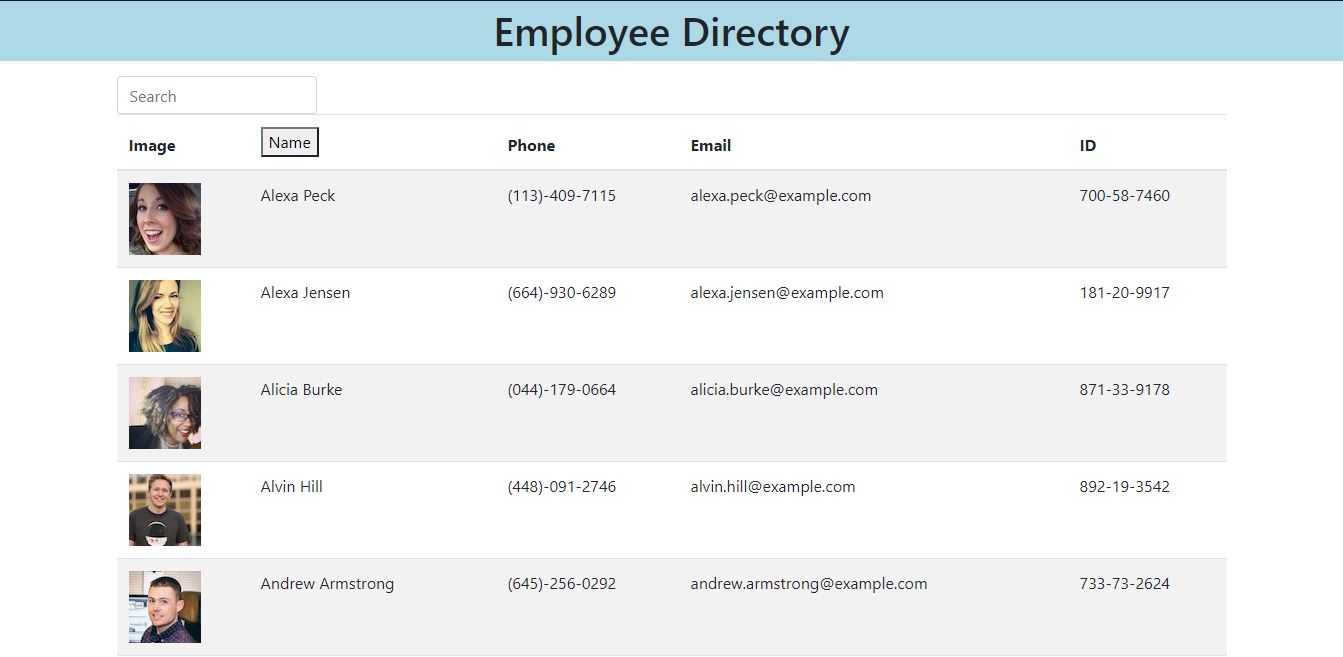 Employee Directory
Search
Image Name Phone Email ID
Alexa Peck (113)-409-7115 alexa.peck@example.com 700-58-7460
Alexa Jensen (664)-930-6289 alexa.jensen@example.com 181-20-9917
Alicia Burke (044)-179-0664 alicia.burke@example.com 871-33-9178
Alvin Hill (448)-091-2746 alvin.hill@example.com 892-19-3542
Andrew Armstrong (645)-256-0292 andrew.armstrong@example.com 733-73-2624